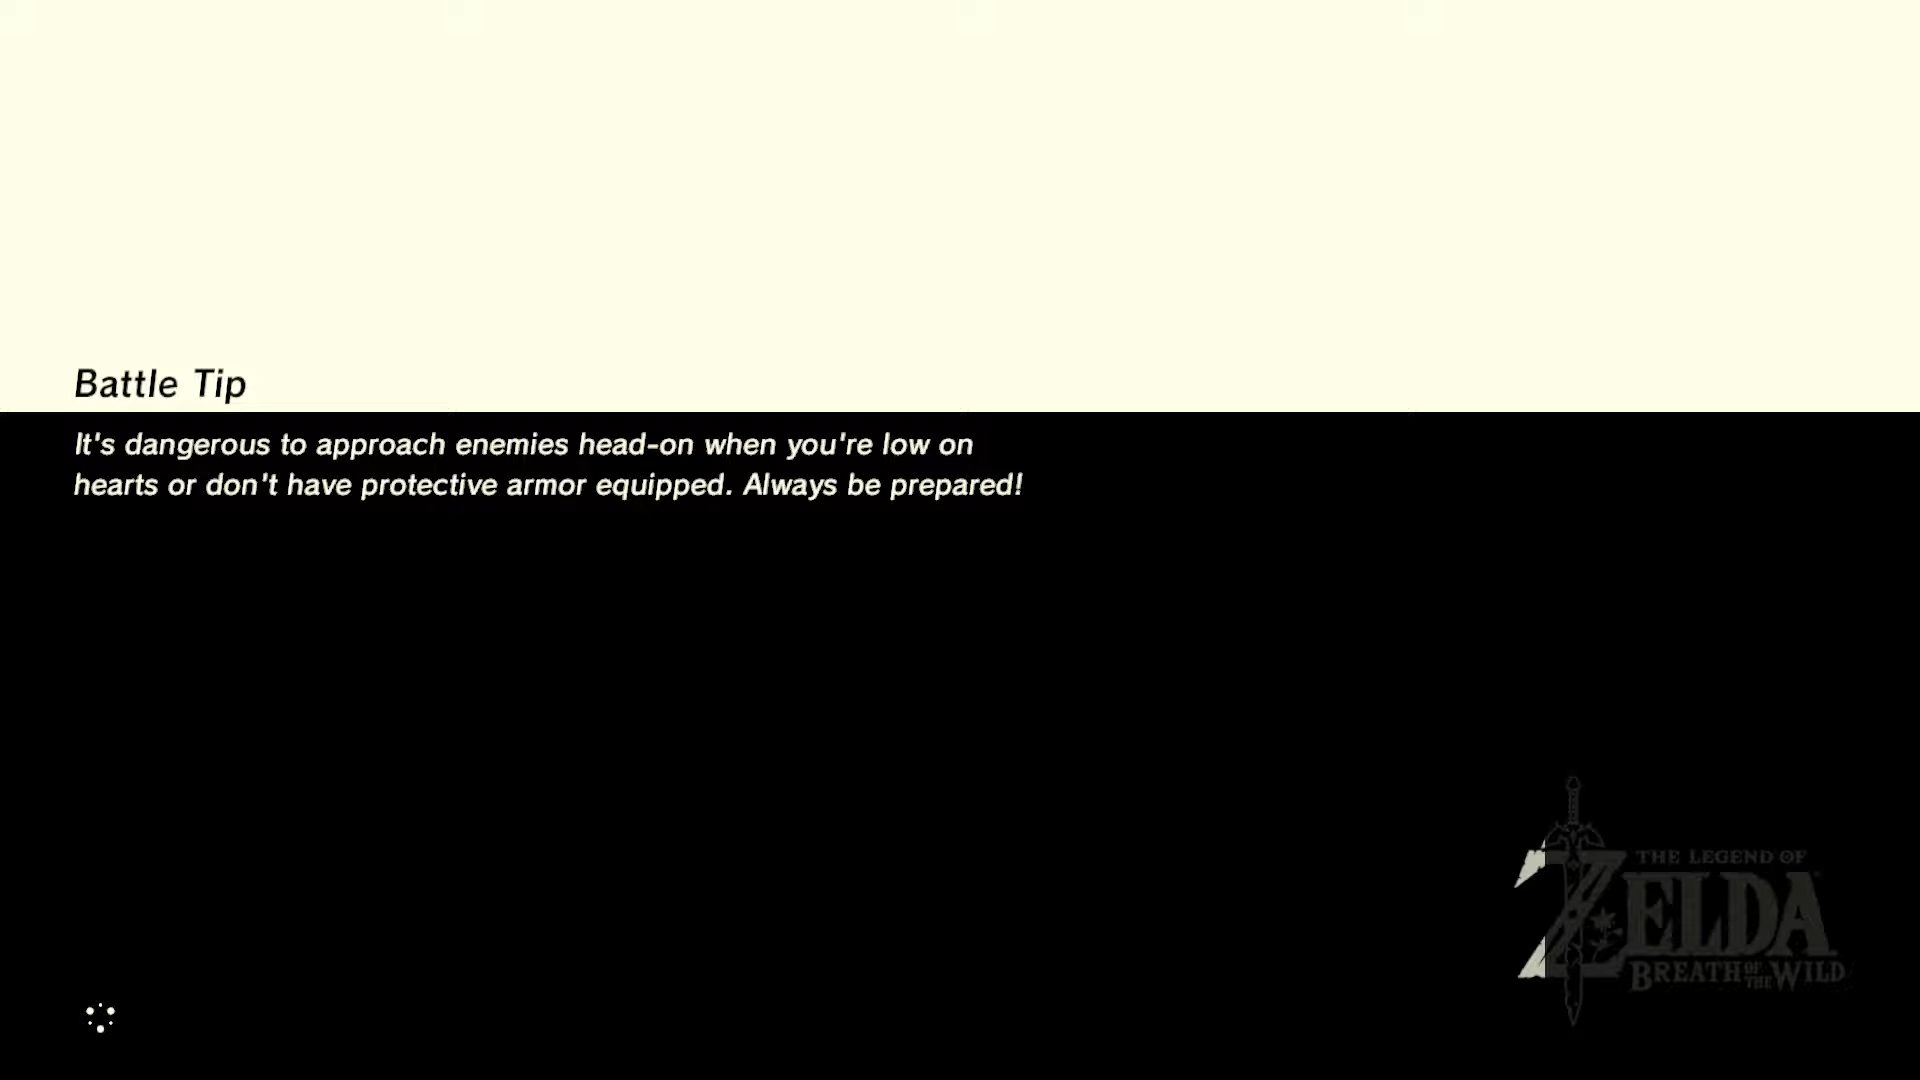 Battle Tip
It's dangerous to approach enemies head-on when you're low on
hearts or don't have protective armor equipped. Always be prepared!
THE LEGEND OF
ZELDA
BREATH OF THE WILD